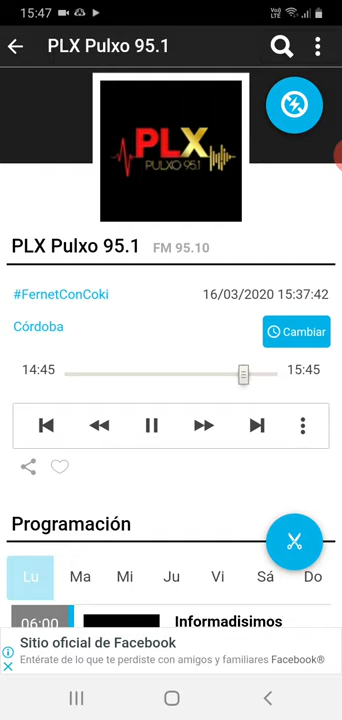 15:47
Vo)) LTE
PLX Pulxo 95.1
PLX
PULXO 95.1
PLX Pulxo 95.1 FM 95.10
#FernetConCoki 16/03/2020 15:37:42
Córdoba
Cambiar
14:45 15:45
Programación
Lu Ma Mi Ju Vi Sá Do
06:00 Informadisimos
Sitio oficial de Facebook
Entérate de lo que te perdiste con amigos y familiares Facebook®